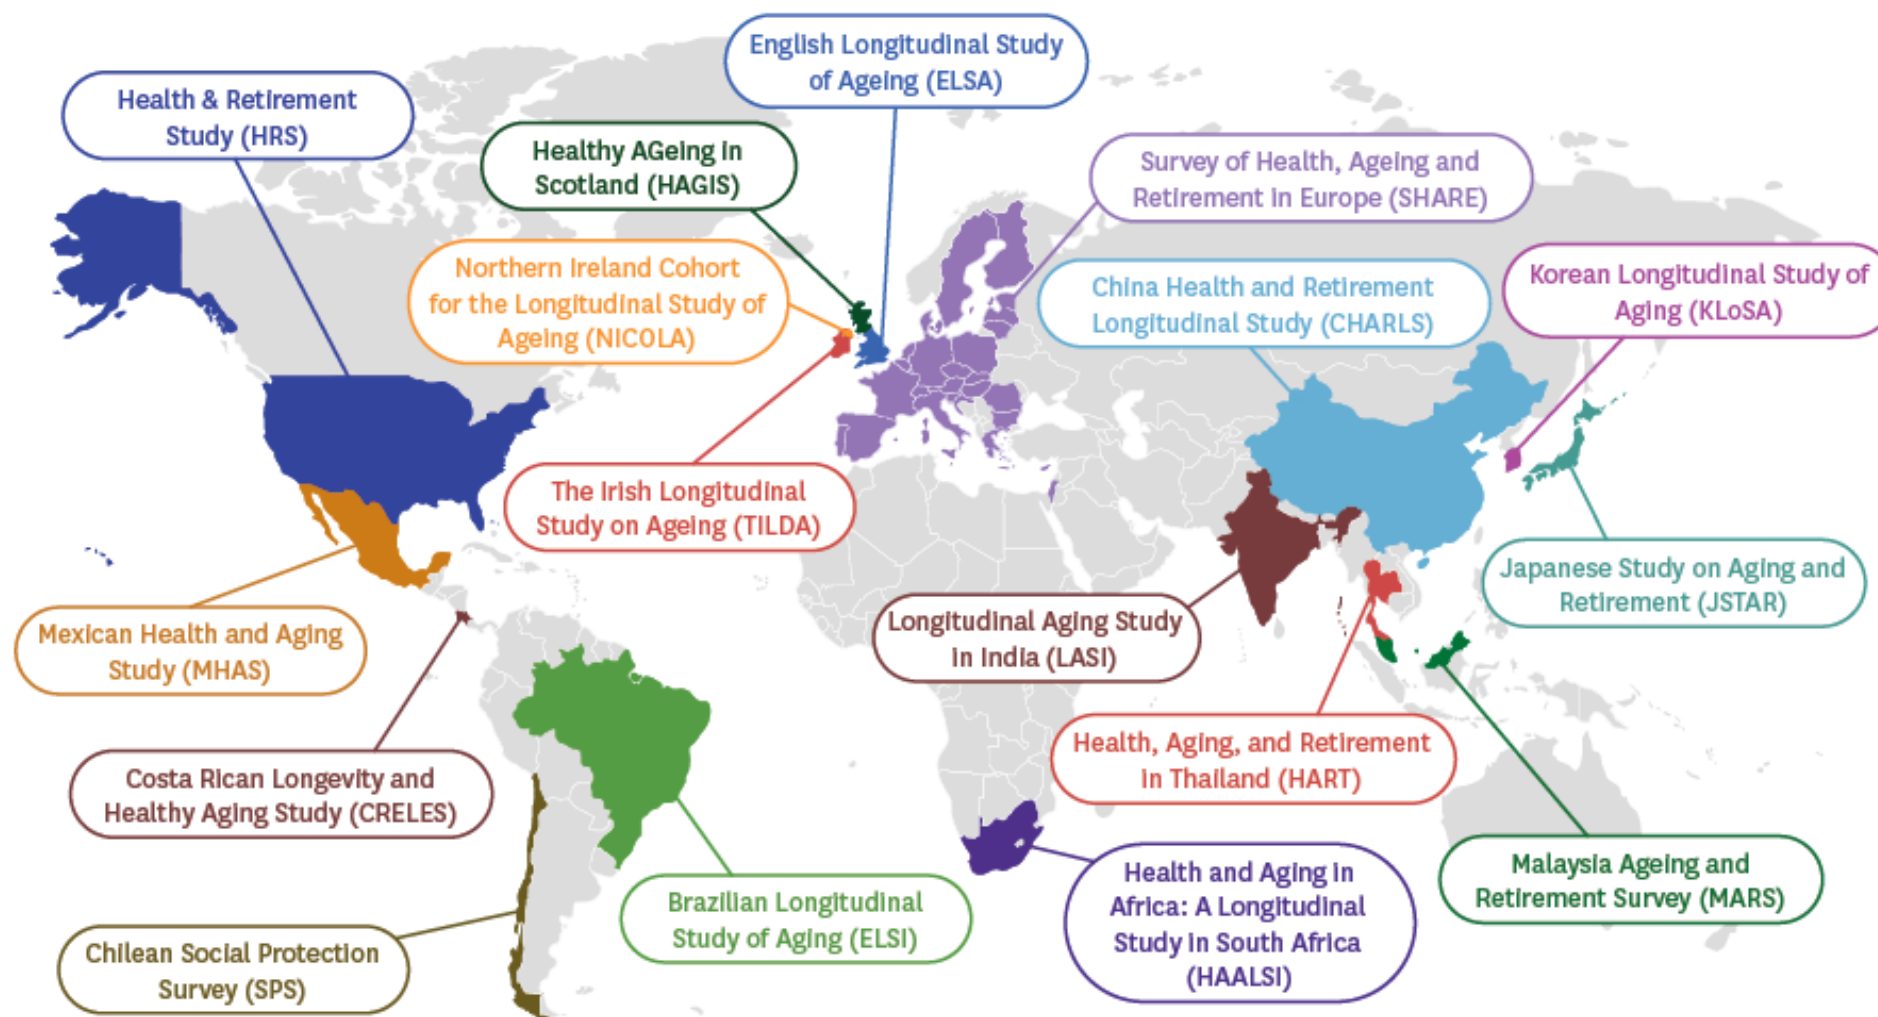 English Longitudinal Study
of Ageing (ELSA)
Health & Retirement
Study (HRS)
Healthy AGeing in
Scotland (HAGIS)
Survey of Health, Ageing and
Retirement in Europe (SHARE)
Northern Ireland Cohort
for the Longitudinal Study of
Ageing (NICOLA)
China Health and Retirement
Longitudinal Study (CHARLS)
Korean Longitudinal Study of
Aging (KLoSA)
The Irish Longitudinal
Study on Ageing (TILDA)
Japanese Study on Aging and
Retirement (JSTAR)
Mexican Health and Aging
Study (MHAS)
Longitudinal Aging Study
in India (LASI)
Health, Aging, and Retirement
in Thailand (HART)
Costa Rican Longevity and
Healthy Aging Study (CRELES)
Malaysia Ageing and
Retirement Survey (MARS)
Brazilian Longitudinal
Study of Aging (ELSI)
Health and Aging in
Africa: A Longitudinal
Study in South Africa
(HAALSI)
Chilean Social Protection
Survey (SPS)